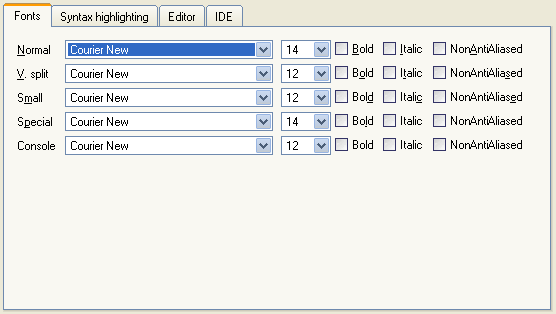 Fonts Syntax highlighting Editor IDE
Normal Courier New 14 Bold Italic NonAntiAliased
V. split Courier New 12 Bold Italic NonAntiAliased
Small Courier New 12 Bold Italic NonAntiAliased
Special Courier New 14 Bold Italic NonAntiAliased
Console Courier New 12 Bold Italic NonAntiAliased